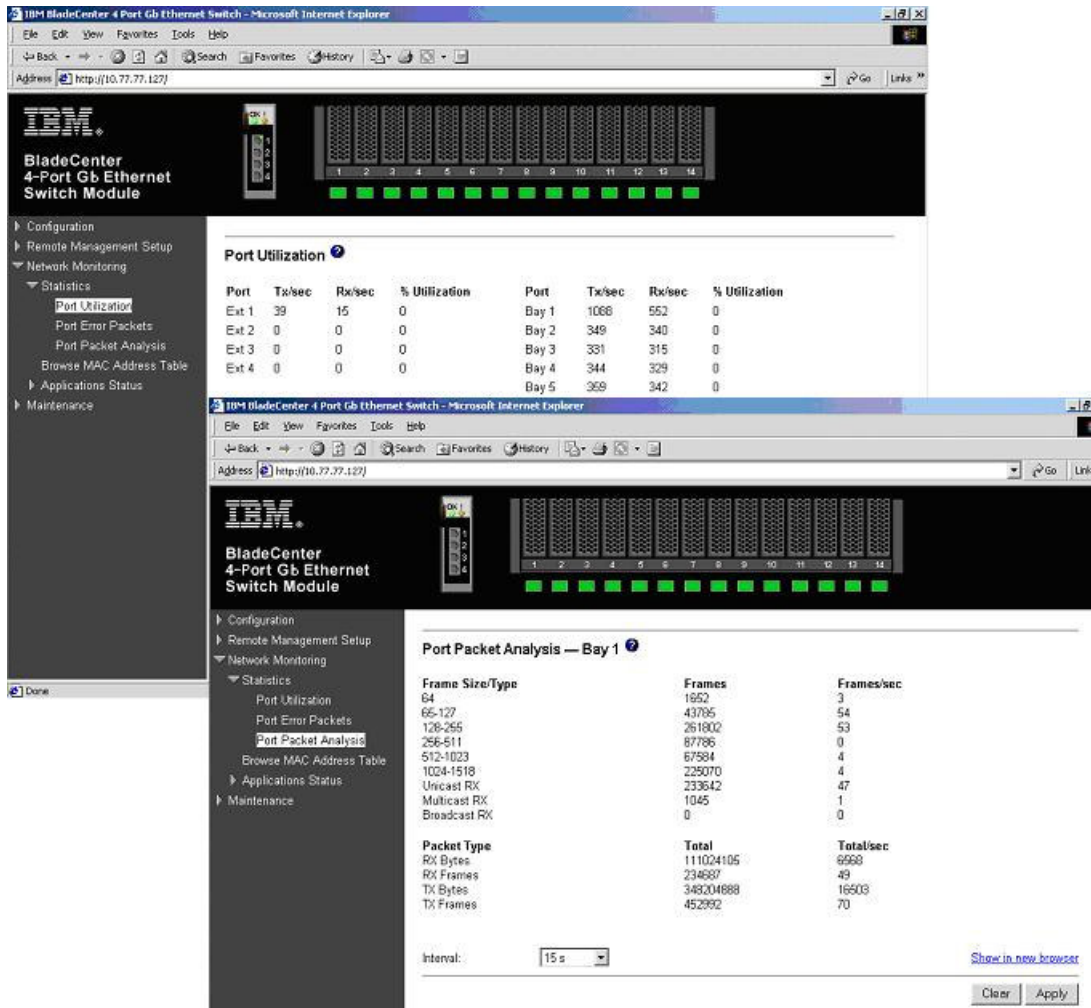 IBM BladeCenter 4 Port Gb Ethernet Switch - Microsoft Internet Explorer
File Edit View Favorites Tools Help
Back Search Favorites History
Address http://10.77.77.127/ Go Links »
IBM.
BladeCenter
4-Port Gb Ethernet
Switch Module
OK !
1
2
3
4
1 2 3 4 5 6 7 8 9 10 11 12 13 14
Configuration
Remote Management Setup
Network Monitoring
Statistics
Port Utilization
Port Error Packets
Port Packet Analysis
Browse MAC Address Table
Applications Status
Maintenance
Port Utilization ?
Port Tx/sec Rx/sec % Utilization Port Tx/sec Rx/sec % Utilization
Ext 1 39 15 0 Bay 1 1088 552 0
Ext 2 0 0 0 Bay 2 349 340 0
Ext 3 0 0 0 Bay 3 331 315 0
Ext 4 0 0 0 Bay 4 344 329 0
Bay 5 359 342 0
Done
IBM BladeCenter 4 Port Gb Ethernet Switch - Microsoft Internet Explorer
File Edit View Favorites Tools Help
Back Search Favorites History
Address http://10.77.77.127/ Go Link
IBM.
BladeCenter
4-Port Gb Ethernet
Switch Module
OK !
1
2
3
4
1 2 3 4 5 6 7 8 9 10 11 12 13 14
Configuration
Remote Management Setup
Network Monitoring
Statistics
Port Utilization
Port Error Packets
Port Packet Analysis
Browse MAC Address Table
Applications Status
Maintenance
Port Packet Analysis — Bay 1 ?
Frame Size/Type Frames Frames/sec
64 1652 3
65-127 43785 54
128-255 261802 53
256-511 87786 0
512-1023 67584 4
1024-1518 225070 4
Unicast RX 233642 47
Multicast RX 1045 1
Broadcast RX 0 0
Packet Type Total Total/sec
RX Bytes 111024105 6568
RX Frames 234687 49
TX Bytes 348204888 16503
TX Frames 452992 70
Interval: 15 s Show in new browser
Clear Apply